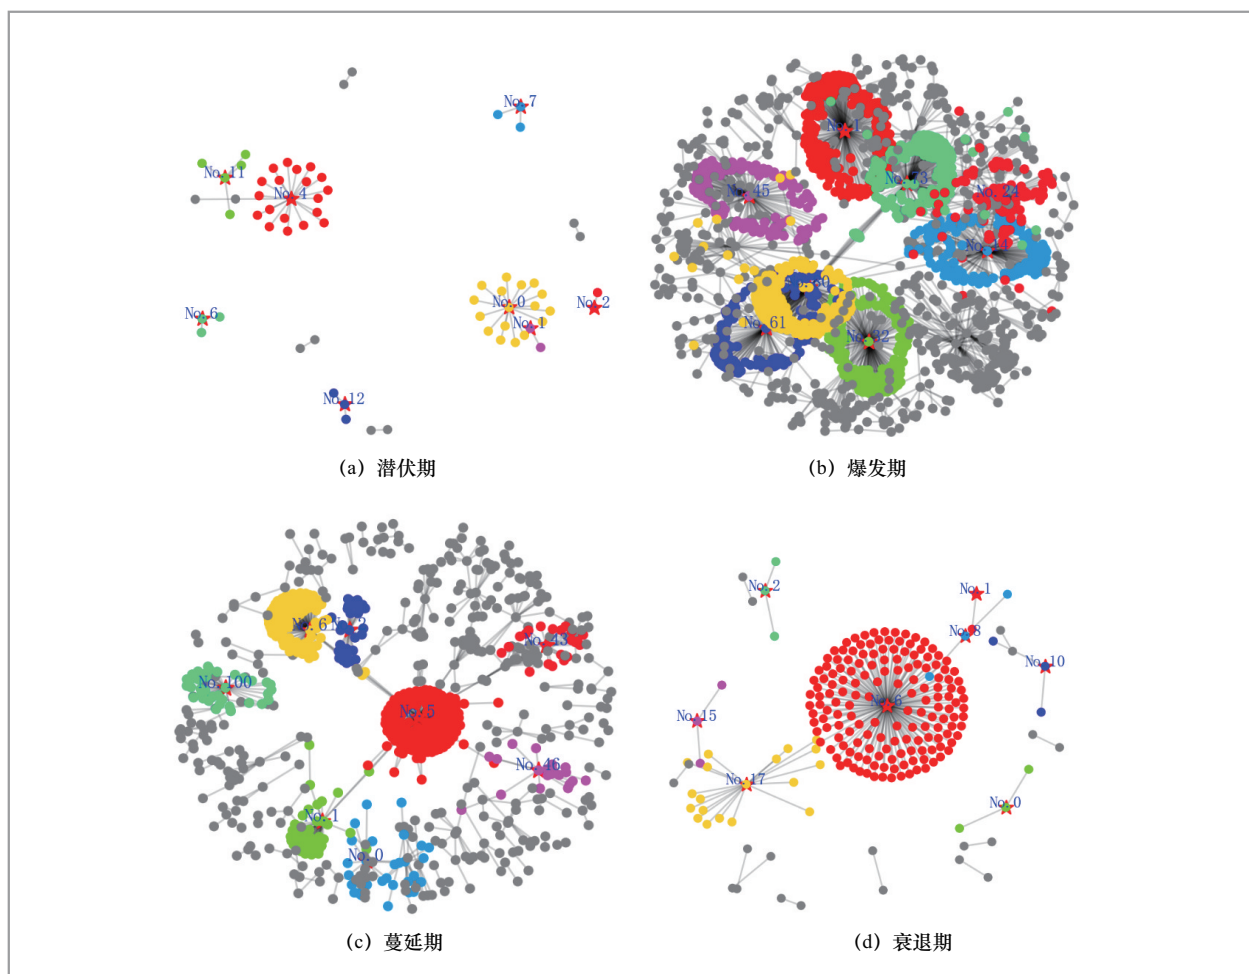 No. 7
No. 11
No. 4
No. 6
No. 0
No. 1
No. 2
No. 12
(a) 潜伏期
No. 1
No. 45
No. 24
No. 61
(b) 爆发期
No. 6
No. 100
No. 43
No. 5
No. 46
No. 1
No. 0
(c) 蔓延期
No. 2
No. 1
No. 8
No. 10
No. 6
No. 15
No. 17
No. 0
(d) 衰退期